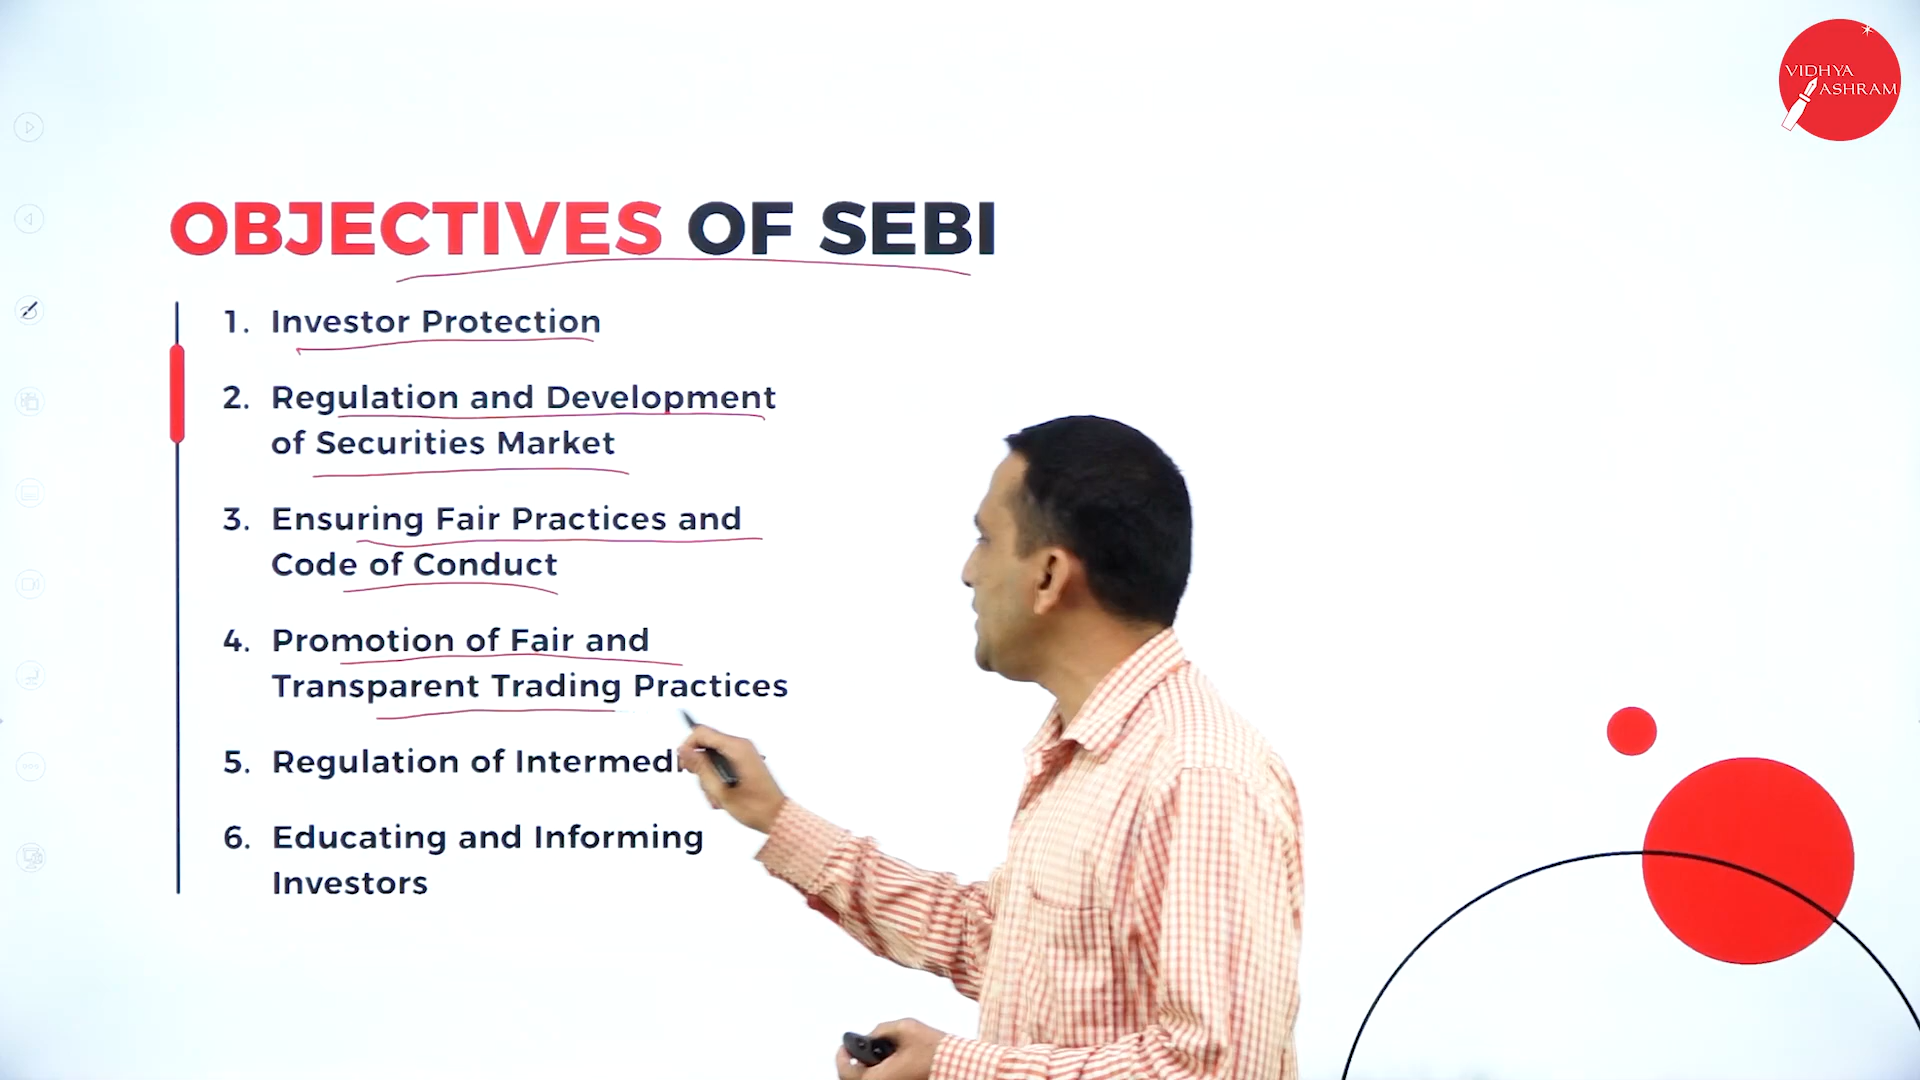 VIDHYA
ASHRAM
OBJECTIVES OF SEBI
1. Investor Protection
2. Regulation and Development
of Securities Market
3. Ensuring Fair Practices and
Code of Conduct
4. Promotion of Fair and
Transparent Trading Practices
5. Regulation of
6. Educating and Informing
Investors